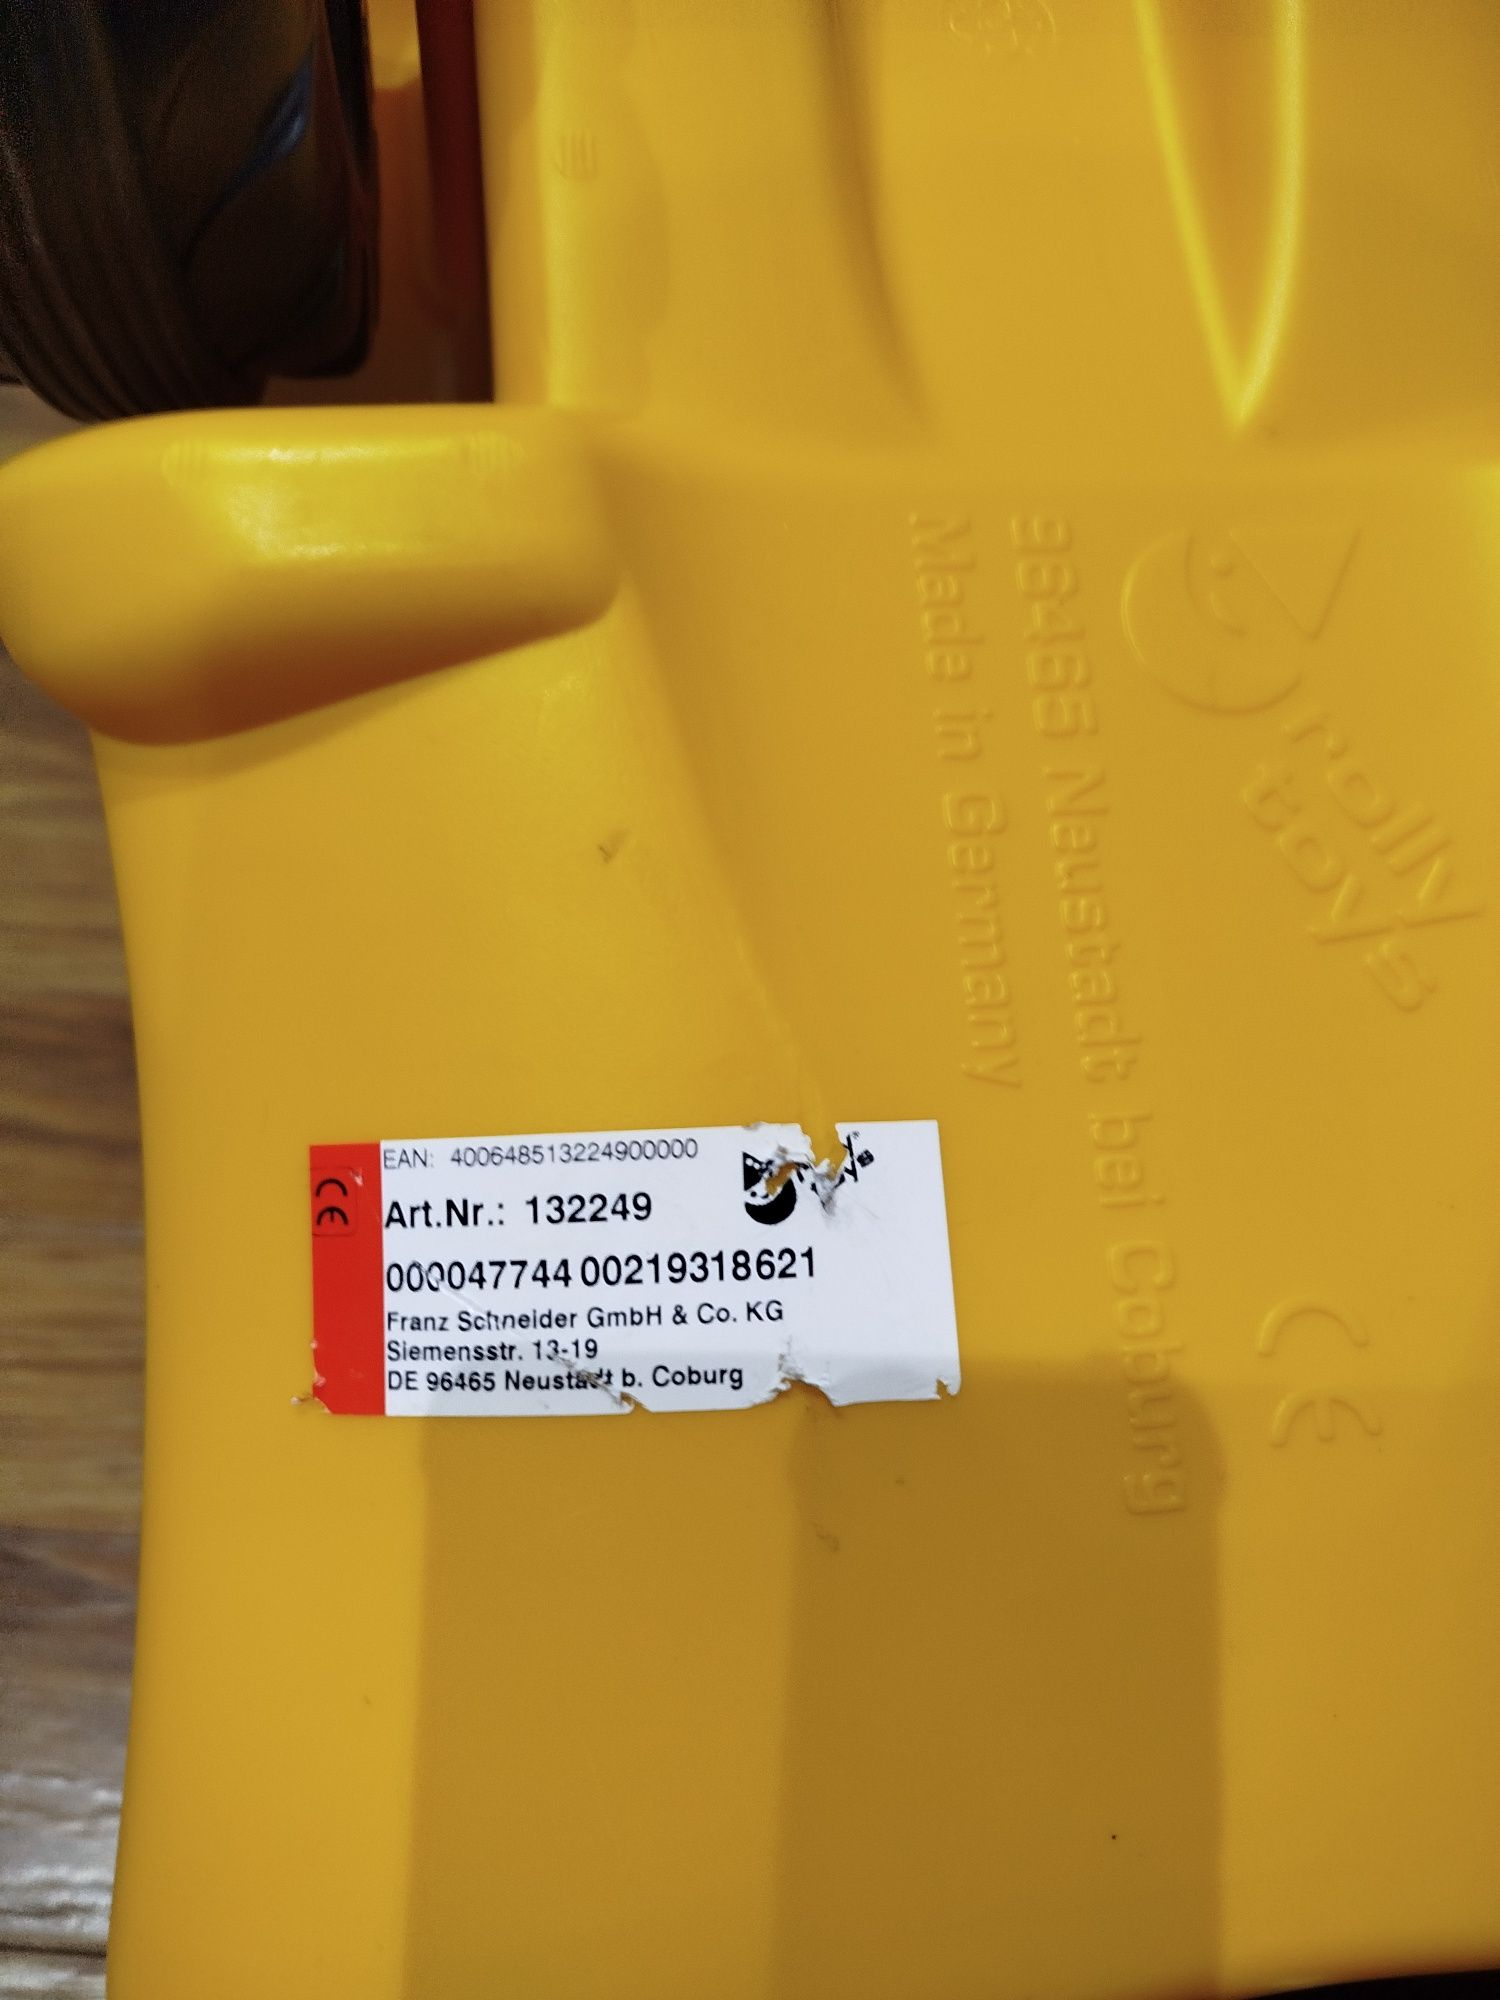 rolly
toys
96465 Neustadt bei Coburg
Made in Germany
CE
EAN: 400648513224900000
CE
Art.Nr.: 132249
000047744 00219318621
Franz Schneider GmbH & Co. KG
Siemensstr. 13-19
DE 96465 Neustadt b. Coburg